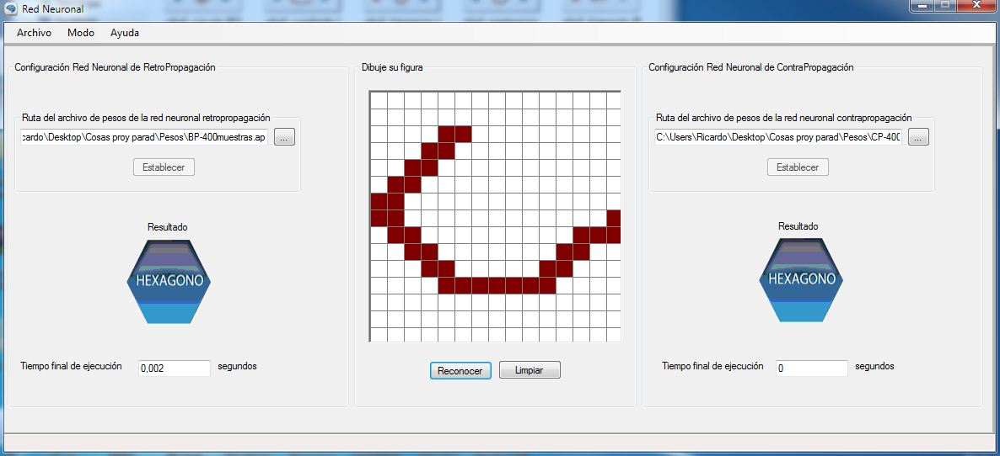 Red Neuronal
Archivo Modo Ayuda
Configuración Red Neuronal de RetroPropagación
Ruta del archivo de pesos de la red neuronal retropropagación
cardo\Desktop\Cosas proy parad\Pesos\BP-400muestras.ap
...
Establecer
Resultado
HEXAGONO
Tiempo final de ejecución 0,002 segundos
Dibuje su figura
Reconocer Limpiar
Configuración Red Neuronal de ContraPropagación
Ruta del archivo de pesos de la red neuronal contrapropagación
C:\Users\Ricardo\Desktop\Cosas proy parad\Pesos\CP-400
...
Establecer
Resultado
HEXAGONO
Tiempo final de ejecución 0 segundos